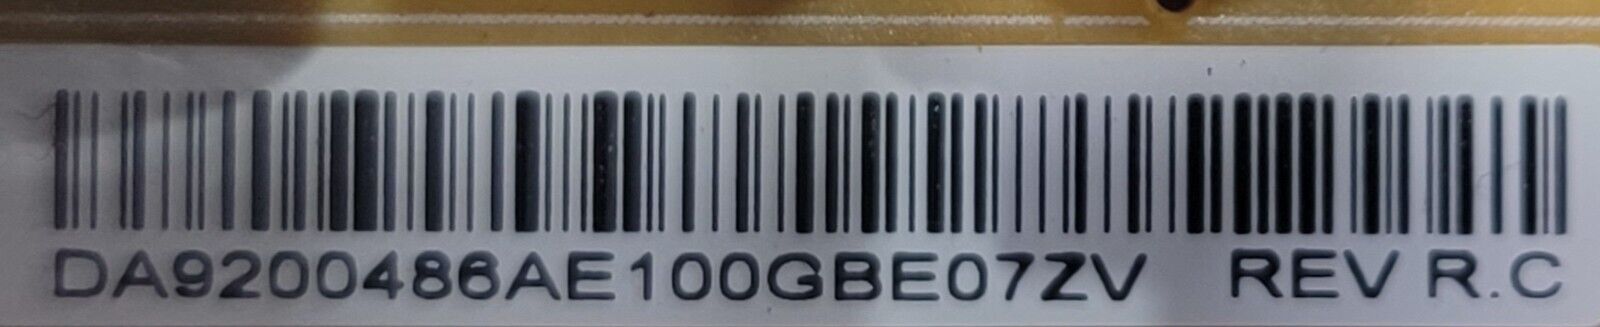 DA9200486AE100GBE07ZV REV R.C